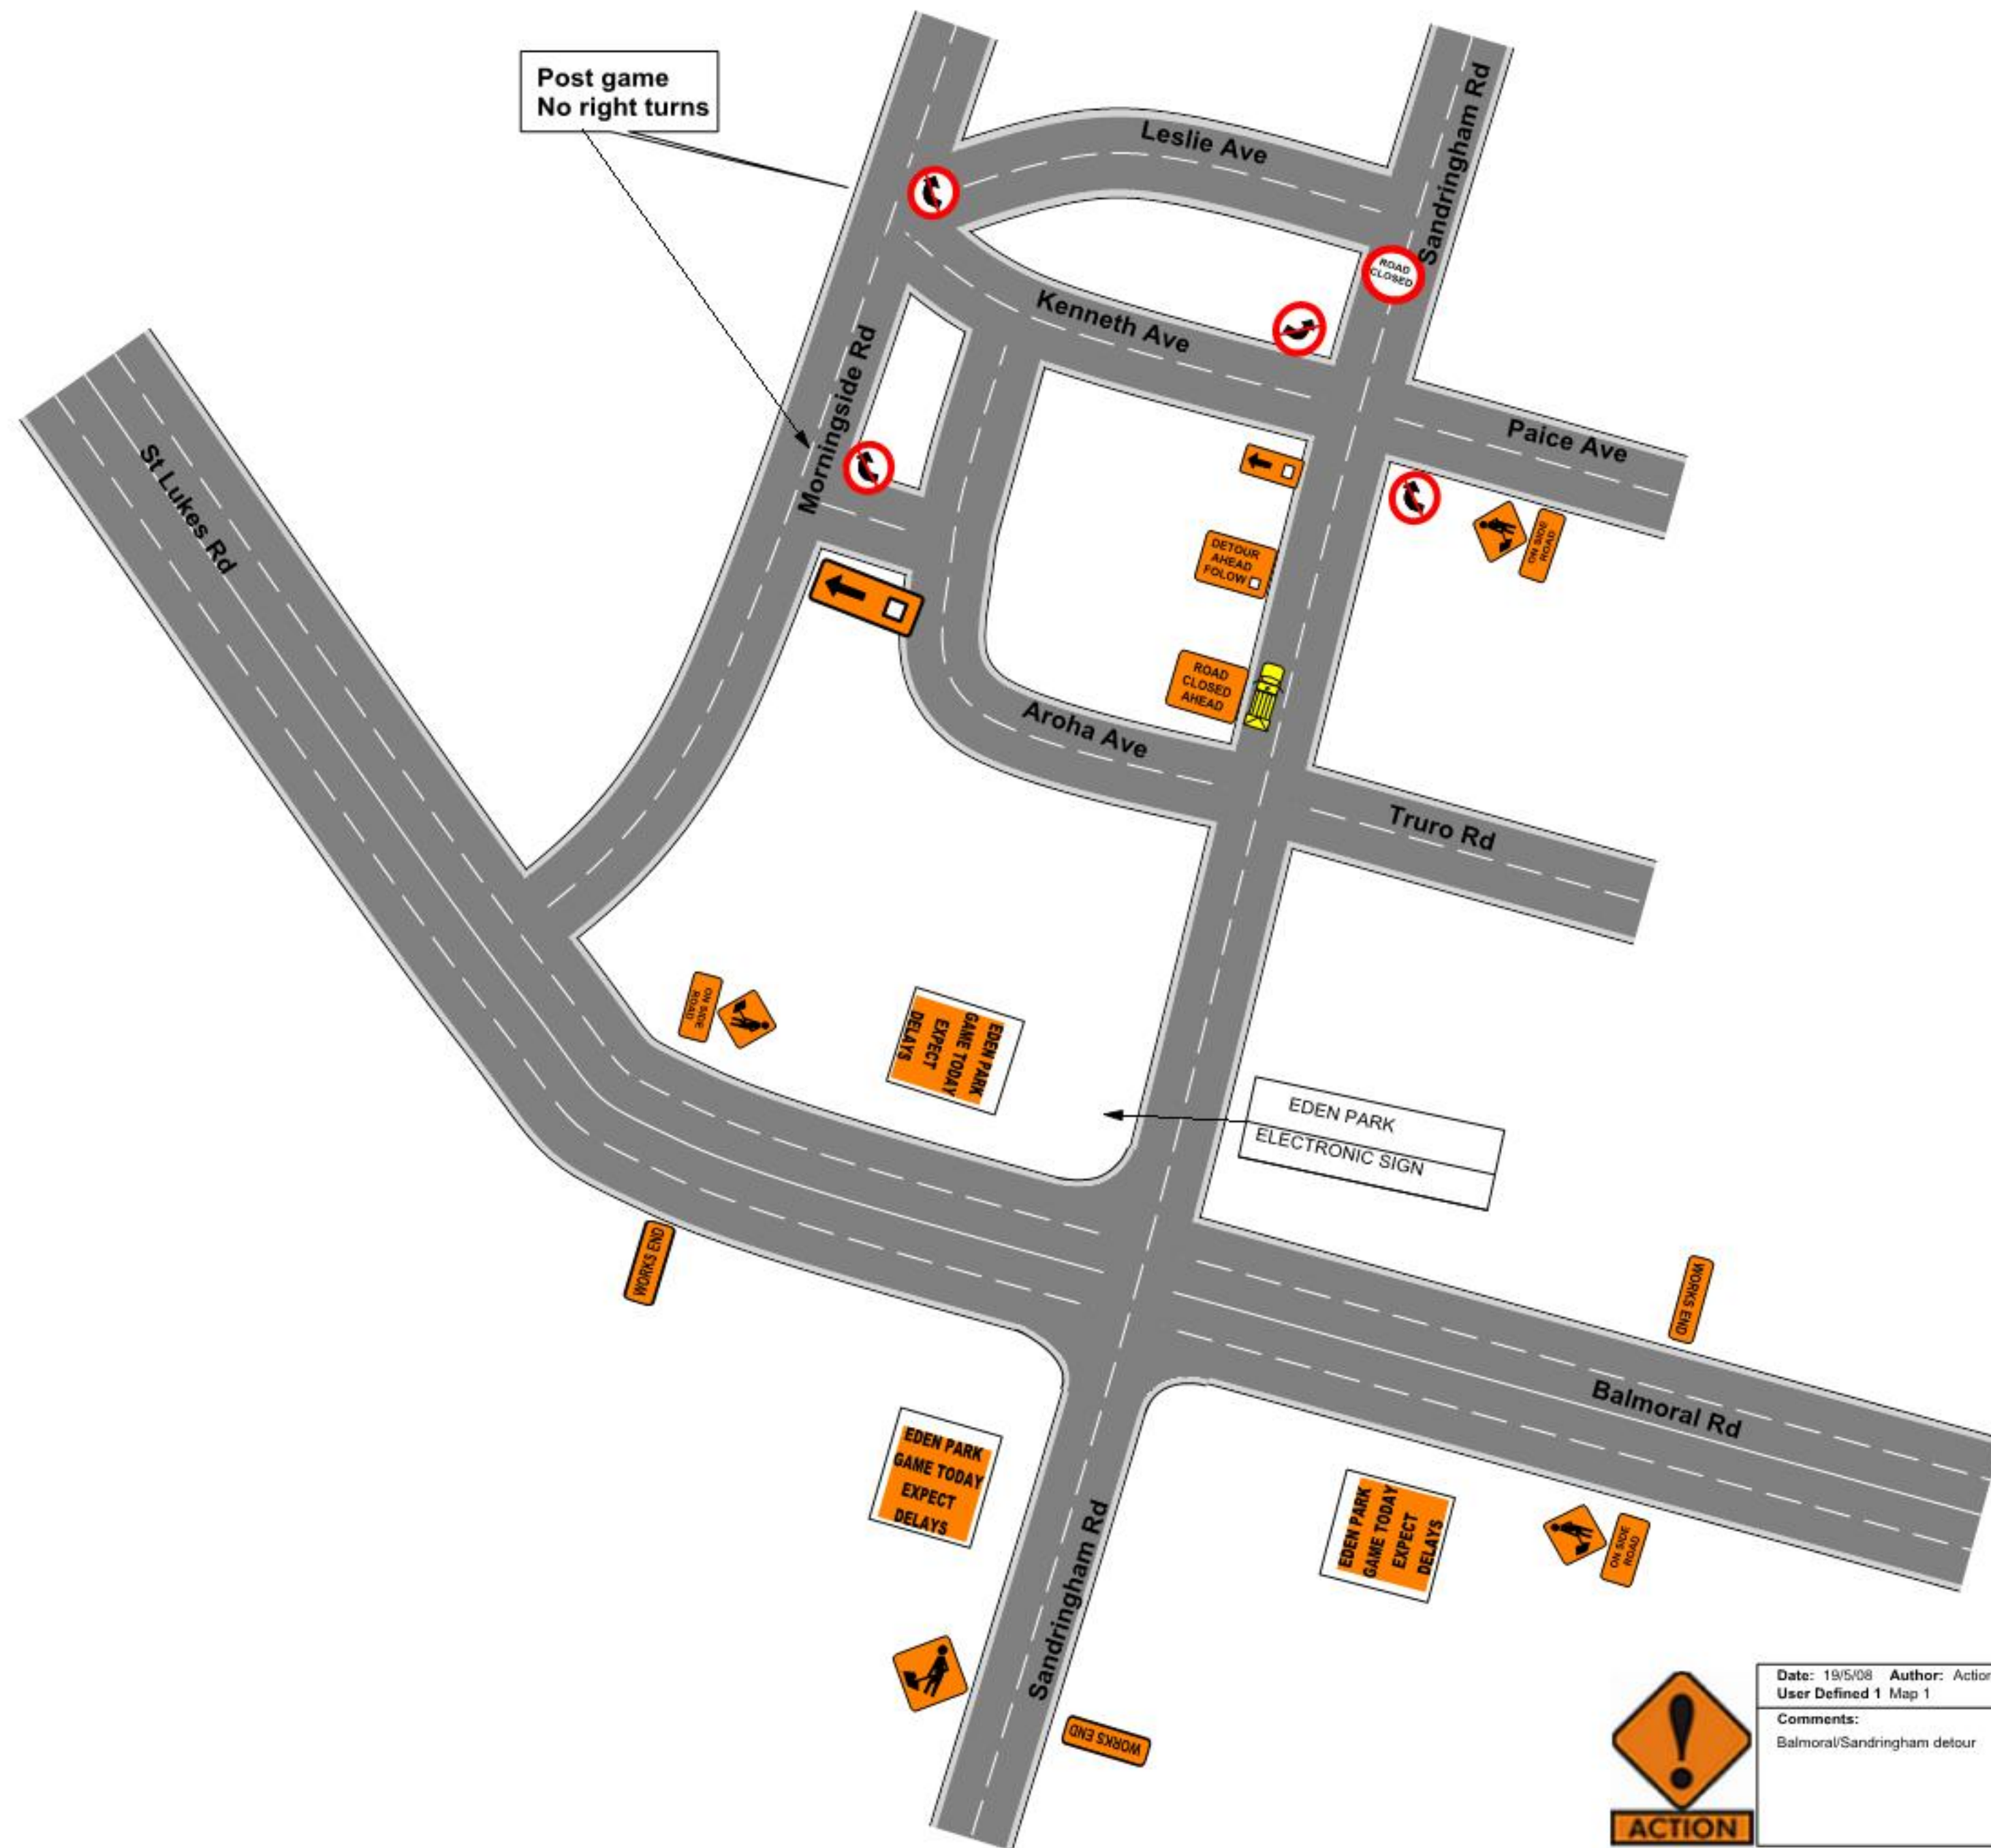 Post game
No right turns
Leslie Ave
Sandringham Rd
ROAD
CLOSED
Kenneth Ave
Morningside Rd
Paice Ave
St Lukes Rd
DETOUR
AHEAD
FOLOW
ON SIDE
ROAD
ROAD
CLOSED
AHEAD
Aroha Ave
Truro Rd
ON SIDE
ROAD
EDEN PARK
GAME TODAY
EXPECT
DELAYS
EDEN PARK
ELECTRONIC SIGN
WORKS END
WORKS END
Balmoral Rd
EDEN PARK
GAME TODAY
EXPECT
DELAYS
EDEN PARK
GAME TODAY
EXPECT
DELAYS
ON SIDE
ROAD
Sandringham Rd
WORKS END
Date: 19/5/08 Author: Action
User Defined 1 Map 1
Comments:
Balmoral/Sandringham detour
ACTION